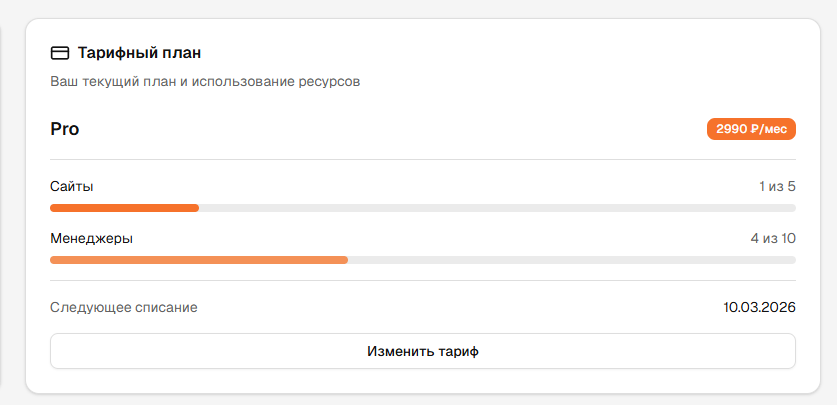 Тарифный план
Ваш текущий план и использование ресурсов
Pro 2990 ₽/мес
Сайты 1 из 5
Менеджеры 4 из 10
Следующее списание 10.03.2026
Изменить тариф